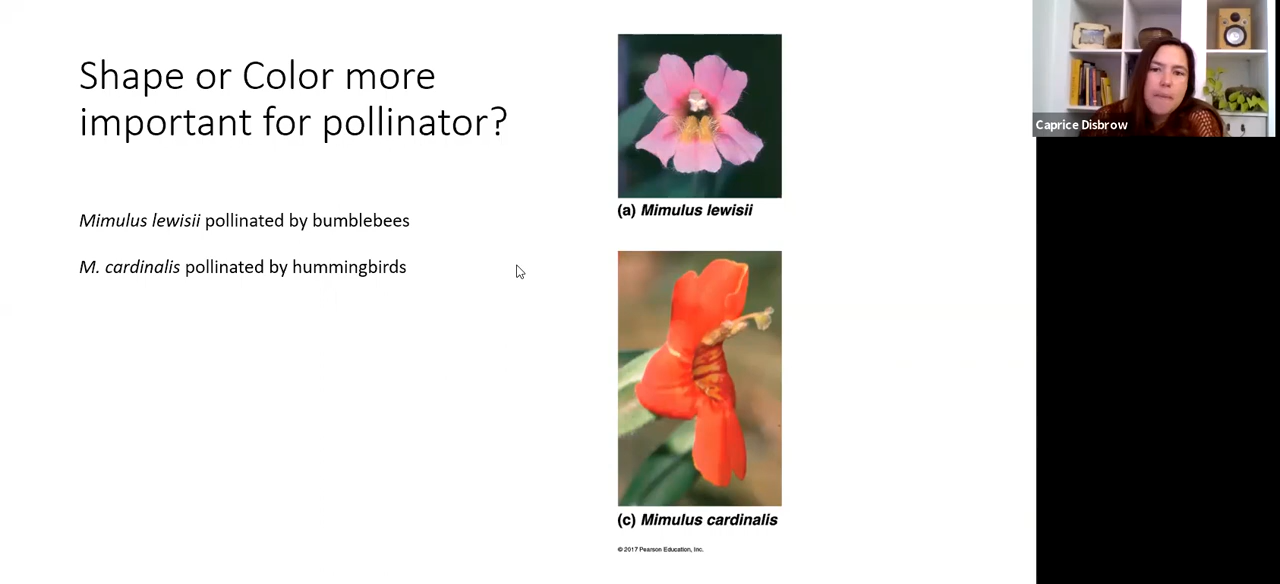 Shape or Color more
important for pollinator?
Mimulus lewisii pollinated by bumblebees
M. cardinalis pollinated by hummingbirds
(a) Mimulus lewisii
(c) Mimulus cardinalis
© 2017 Pearson Education, Inc.
Caprice Disbrow